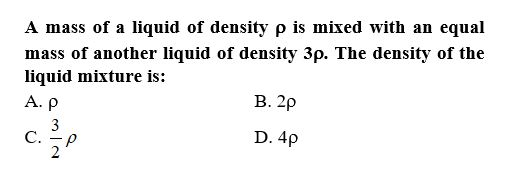 A mass of a liquid of density ρ is mixed with an equal
mass of another liquid of density 3ρ. The density of the
liquid mixture is:
A. ρ B. 2ρ
C. 3/2 ρ D. 4ρ